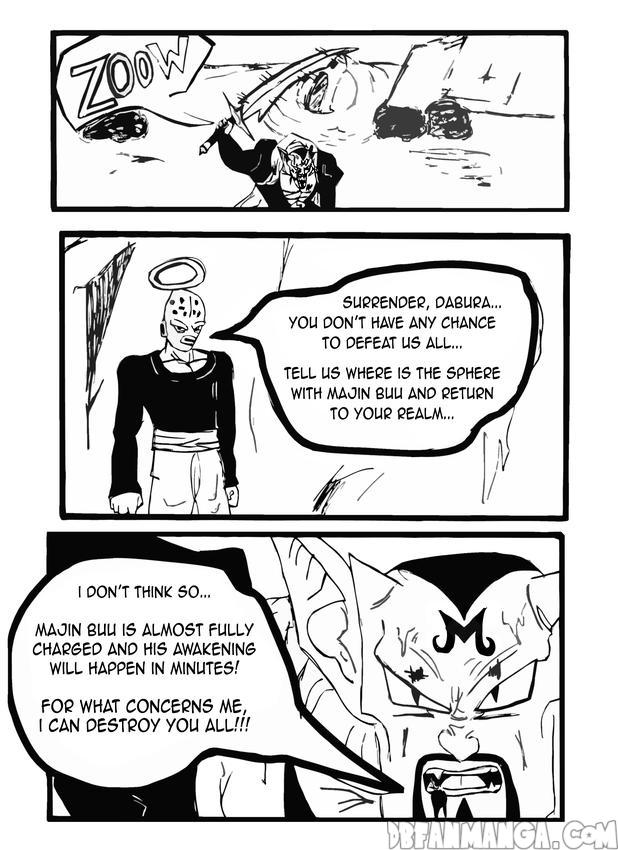 ZOOW
SURRENDER, DABURA...
YOU DON'T HAVE ANY CHANCE
TO DEFEAT US ALL...
TELL US WHERE IS THE SPHERE
WITH MAJIN BUU AND RETURN
TO YOUR REALM...
I DON'T THINK SO...
MAJIN BUU IS ALMOST FULLY
CHARGED AND HIS AWAKENING
WILL HAPPEN IN MINUTES!
FOR WHAT CONCERNS ME,
I CAN DESTROY YOU ALL!!!
M
DBFANMANGA.COM